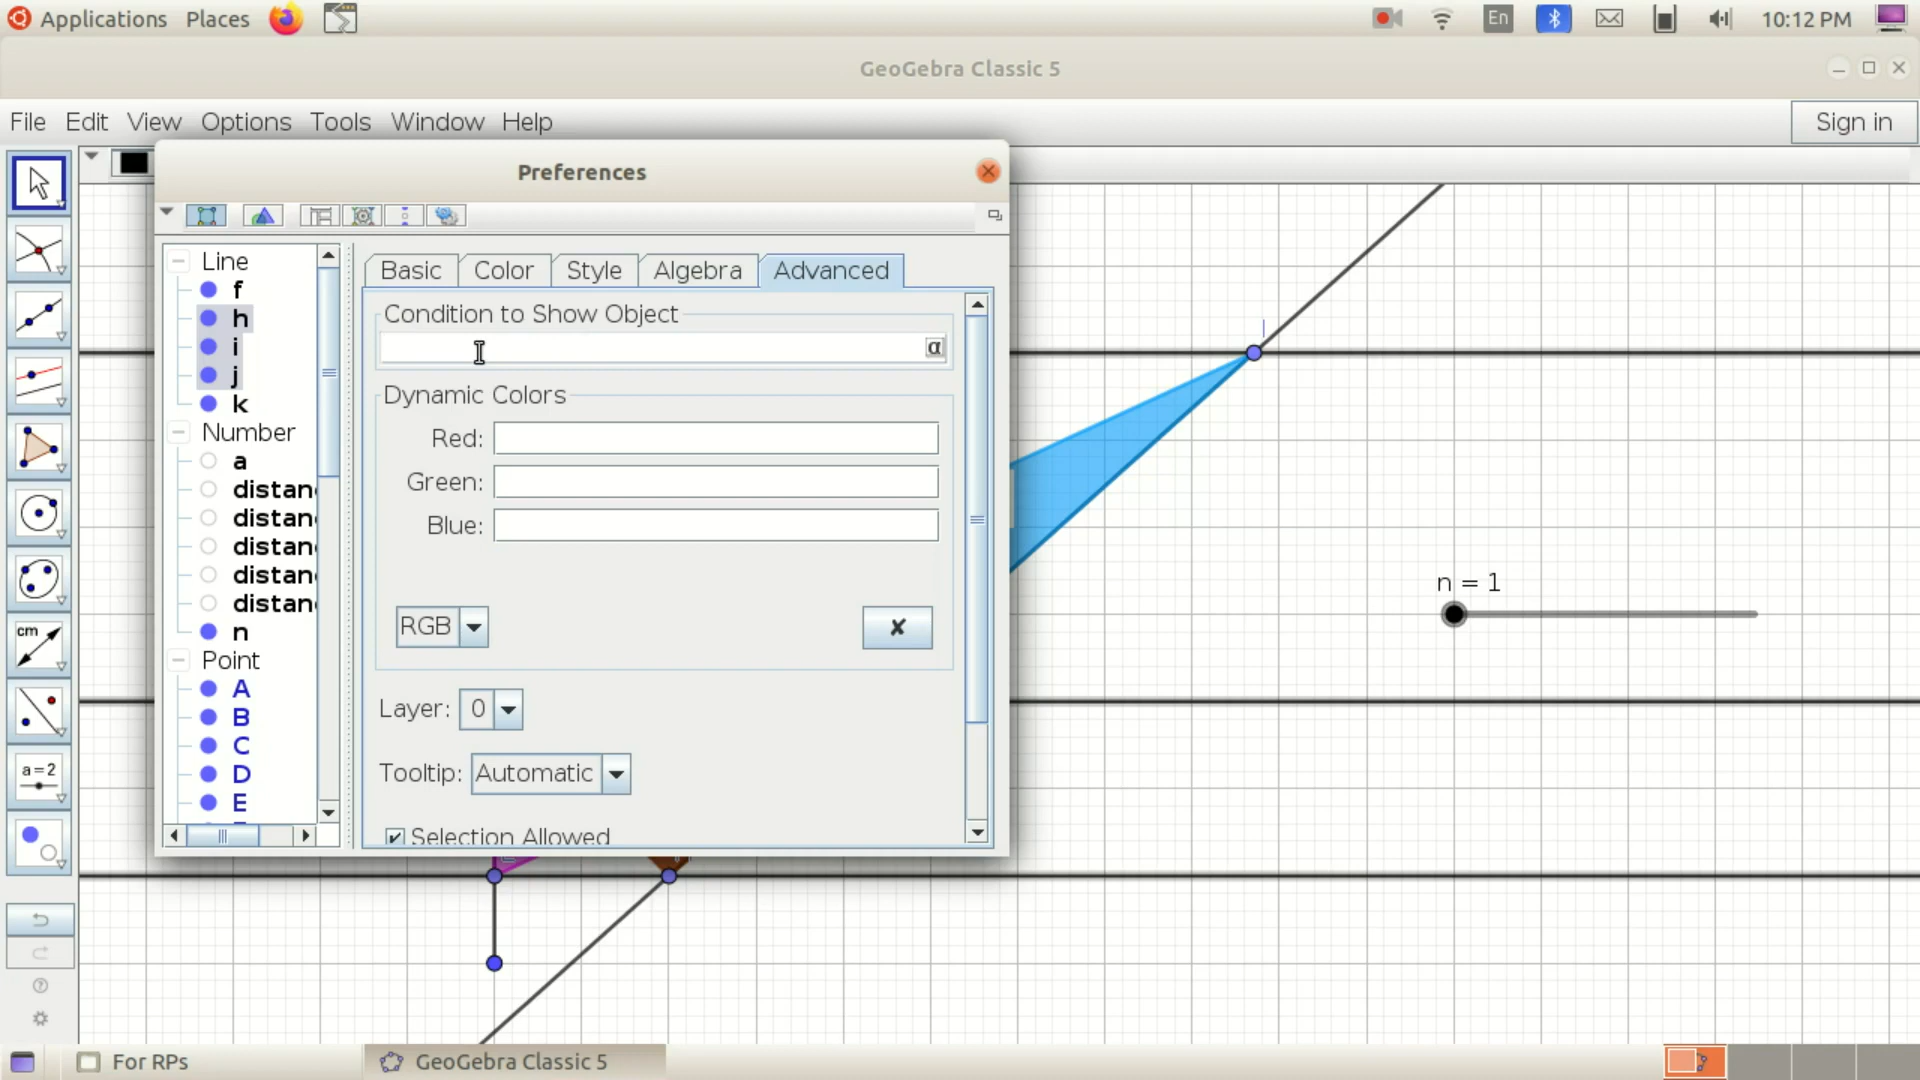 Applications Places
En
10:12 PM
GeoGebra Classic 5
File Edit View Options Tools Window Help
Sign in
Preferences
Line
f
h
i
j
k
Number
a
distan
distan
distan
distan
distan
n
Point
A
B
C
D
E
Basic Color Style Algebra Advanced
Condition to Show Object
α
Dynamic Colors
Red:
Green:
Blue:
RGB
Layer: 0
Tooltip: Automatic
Selection Allowed
cm
a=2
I
n = 1
For RPs
GeoGebra Classic 5